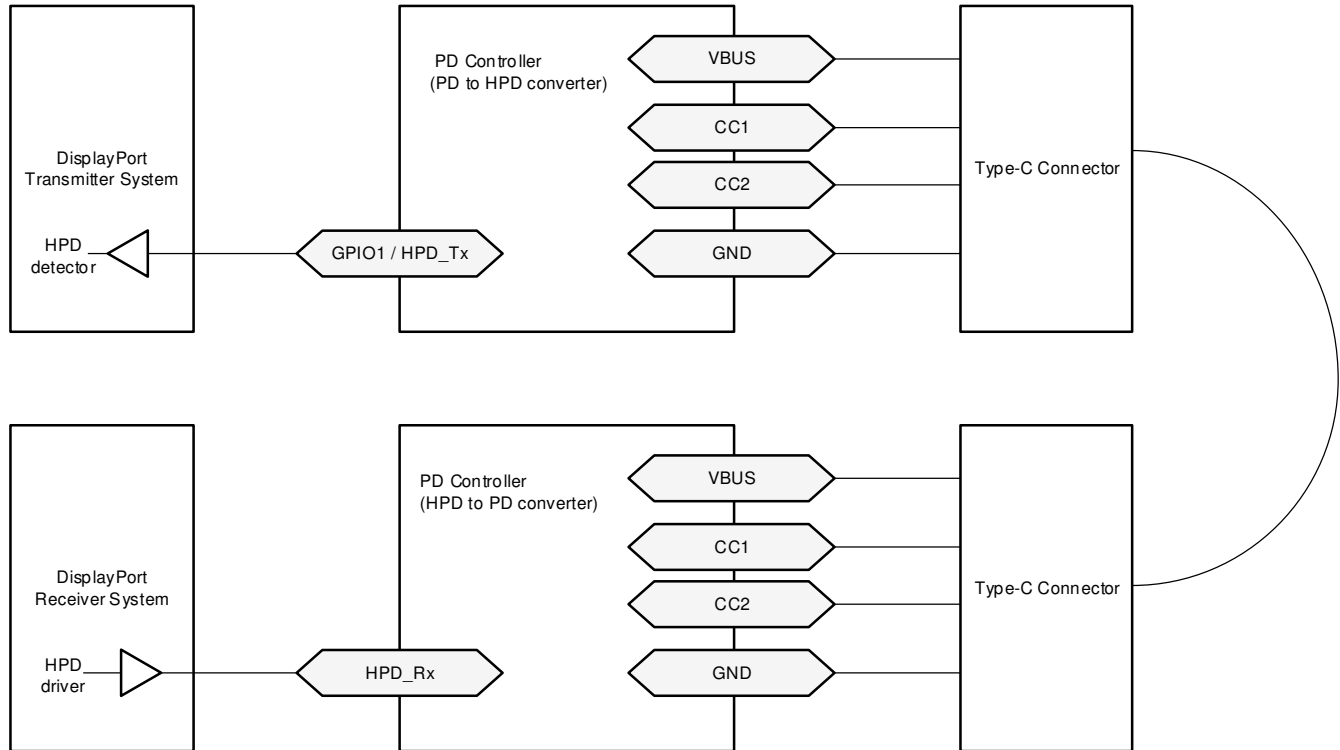 PD Controller
(PD to HPD converter)
VBUS
CC1
CC2
GND
DisplayPort
Transmitter System
HPD
detector
GPIO1 / HPD_Tx
Type-C Connector
PD Controller
(HPD to PD converter)
VBUS
CC1
CC2
GND
DisplayPort
Receiver System
HPD
driver
HPD_Rx
Type-C Connector